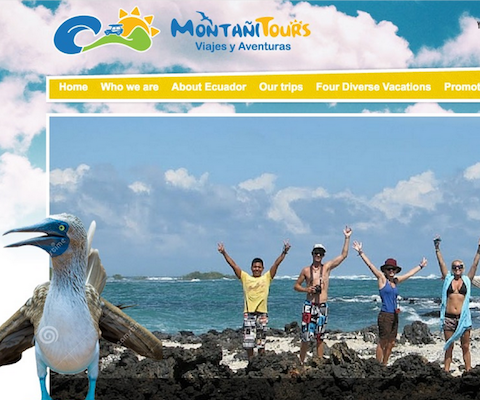 MONTAÑITOURS
Viajes y Aventuras
Home Who we are About Ecuador Our trips Four Diverse Vacations Promot